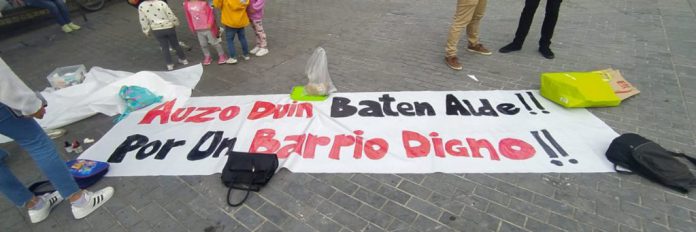 Auzo Duin Baten Alde!!
Por Un Barrio Digno!!